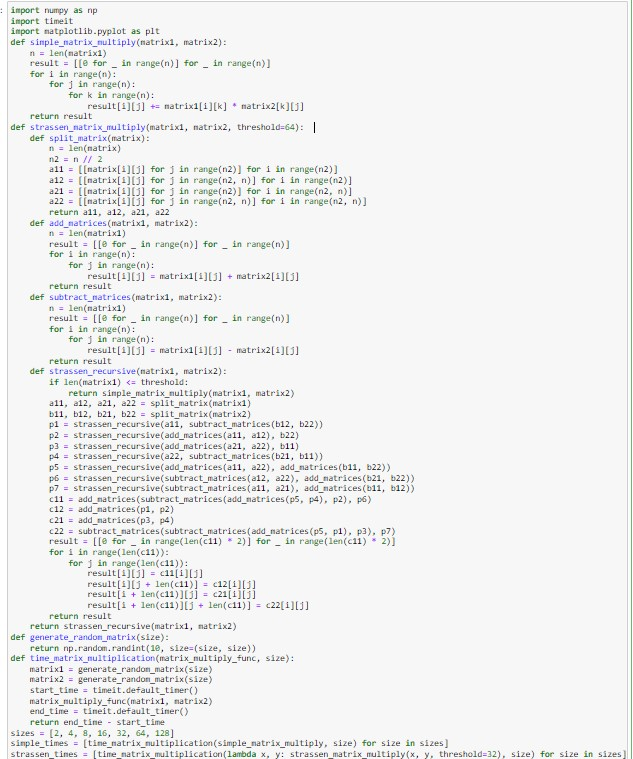 import numpy as np
import timeit
import matplotlib.pyplot as plt
def simple_matrix_multiply(matrix1, matrix2):
    n = len(matrix1)
    result = [[0 for _ in range(n)] for _ in range(n)]
    for i in range(n):
        for j in range(n):
            for k in range(n):
                result[i][j] += matrix1[i][k] * matrix2[k][j]
    return result
def strassen_matrix_multiply(matrix1, matrix2, threshold=64):
    def split_matrix(matrix):
        n = len(matrix)
        n2 = n // 2
        a11 = [[matrix[i][j] for j in range(n2)] for i in range(n2)]
        a12 = [[matrix[i][j] for j in range(n2, n)] for i in range(n2)]
        a21 = [[matrix[i][j] for j in range(n2)] for i in range(n2, n)]
        a22 = [[matrix[i][j] for j in range(n2, n)] for i in range(n2, n)]
        return a11, a12, a21, a22
    def add_matrices(matrix1, matrix2):
        n = len(matrix1)
        result = [[0 for _ in range(n)] for _ in range(n)]
        for i in range(n):
            for j in range(n):
                result[i][j] = matrix1[i][j] + matrix2[i][j]
        return result
    def subtract_matrices(matrix1, matrix2):
        n = len(matrix1)
        result = [[0 for _ in range(n)] for _ in range(n)]
        for i in range(n):
            for j in range(n):
                result[i][j] = matrix1[i][j] - matrix2[i][j]
        return result
    def strassen_recursive(matrix1, matrix2):
        if len(matrix1) <= threshold:
            return simple_matrix_multiply(matrix1, matrix2)
        a11, a12, a21, a22 = split_matrix(matrix1)
        b11, b12, b21, b22 = split_matrix(matrix2)
        p1 = strassen_recursive(a11, subtract_matrices(b12, b22))
        p2 = strassen_recursive(add_matrices(a11, a12), b22)
        p3 = strassen_recursive(add_matrices(a21, a22), b11)
        p4 = strassen_recursive(a22, subtract_matrices(b21, b11))
        p5 = strassen_recursive(add_matrices(a11, a22), add_matrices(b11, b22))
        p6 = strassen_recursive(subtract_matrices(a12, a22), add_matrices(b21, b22))
        p7 = strassen_recursive(subtract_matrices(a11, a21), add_matrices(b11, b12))
        c11 = add_matrices(subtract_matrices(add_matrices(p5, p4), p2), p6)
        c12 = add_matrices(p1, p2)
        c21 = add_matrices(p3, p4)
        c22 = subtract_matrices(subtract_matrices(add_matrices(p5, p1), p3), p7)
        result = [[0 for _ in range(len(c11) * 2)] for _ in range(len(c11) * 2)]
        for i in range(len(c11)):
            for j in range(len(c11)):
                result[i][j] = c11[i][j]
                result[i][j + len(c11)] = c12[i][j]
                result[i + len(c11)][j] = c21[i][j]
                result[i + len(c11)][j + len(c11)] = c22[i][j]
        return result
    return strassen_recursive(matrix1, matrix2)
def generate_random_matrix(size):
    return np.random.randint(10, size=(size, size))
def time_matrix_multiplication(matrix_multiply_func, size):
    matrix1 = generate_random_matrix(size)
    matrix2 = generate_random_matrix(size)
    start_time = timeit.default_timer()
    matrix_multiply_func(matrix1, matrix2)
    end_time = timeit.default_timer()
    return end_time - start_time
sizes = [2, 4, 8, 16, 32, 64, 128]
simple_times = [time_matrix_multiplication(simple_matrix_multiply, size) for size in sizes]
strassen_times = [time_matrix_multiplication(lambda x, y: strassen_matrix_multiply(x, y, threshold=32), size) for size in sizes]